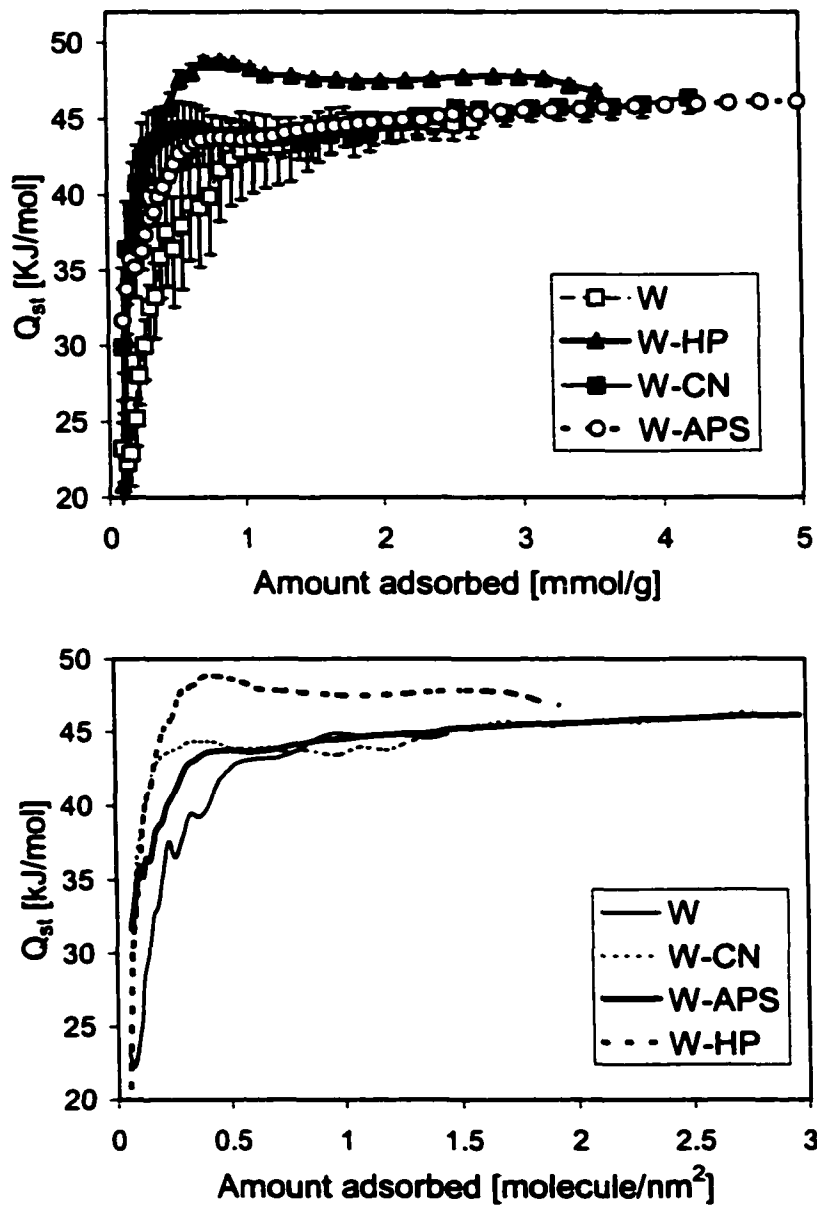 50
45
40
35
30
25
20
Qst [KJ/mol]
W
W-HP
W-CN
W-APS
0 1 2 3 4 5
Amount adsorbed [mmol/g]
50
45
40
35
30
25
20
Qst [kJ/mol]
W
W-CN
W-APS
W-HP
0 0.5 1 1.5 2 2.5 3
Amount adsorbed [molecule/nm²]